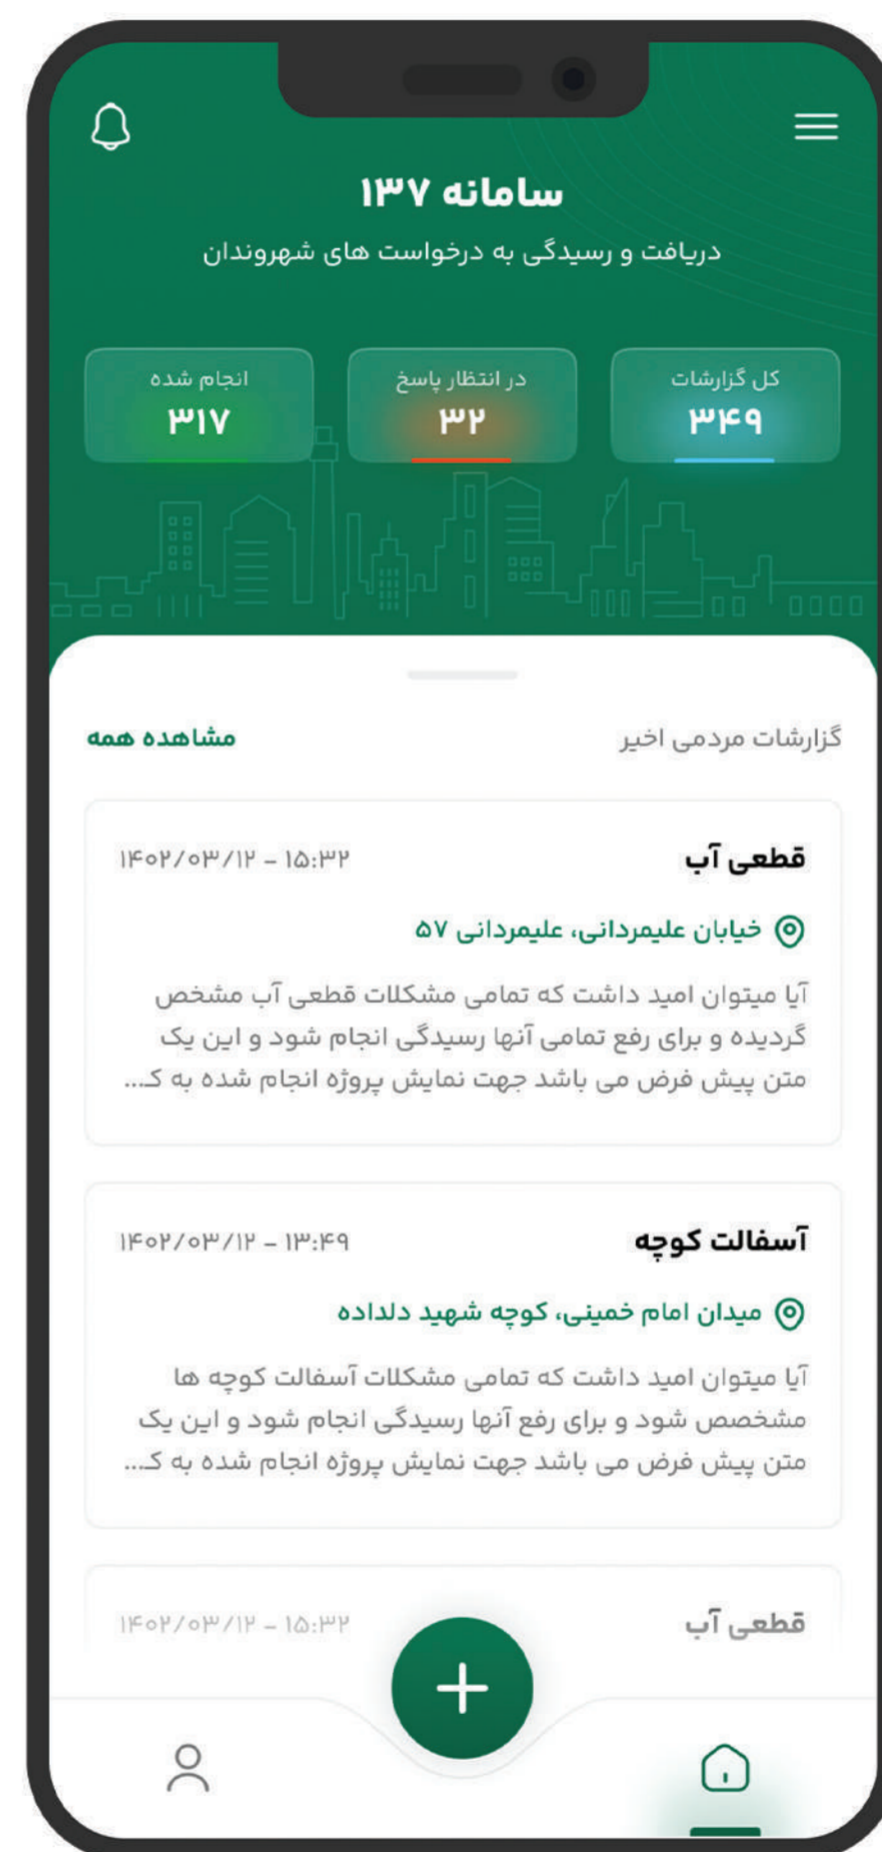 سامانه ۱۳۷
دریافت و رسیدگی به درخواست های شهروندان
کل گزارشات
۳۴۹
در انتظار پاسخ
۳۲
انجام شده
۳۱۷
گزارشات مردمی اخیر
مشاهده همه
قطعی آب
۱۴۰۲/۰۳/۱۲ - ۱۵:۳۲
خیابان علیمردانی، علیمردانی ۵۷
آیا میتوان امید داشت که تمامی مشکلات قطعی آب مشخص
گردیده و برای رفع تمامی آنها رسیدگی انجام شود و این یک
متن پیش فرض می باشد جهت نمایش پروژه انجام شده به کـ...
آسفالت کوچه
۱۴۰۲/۰۳/۱۲ - ۱۳:۴۹
میدان امام خمینی، کوچه شهید دلداده
آیا میتوان امید داشت که تمامی مشکلات آسفالت کوچه ها
مشخصص شود و برای رفع آنها رسیدگی انجام شود و این یک
متن پیش فرض می باشد جهت نمایش پروژه انجام شده به کـ...
قطعی آب
۱۴۰۲/۰۳/۱۲ - ۱۵:۳۲